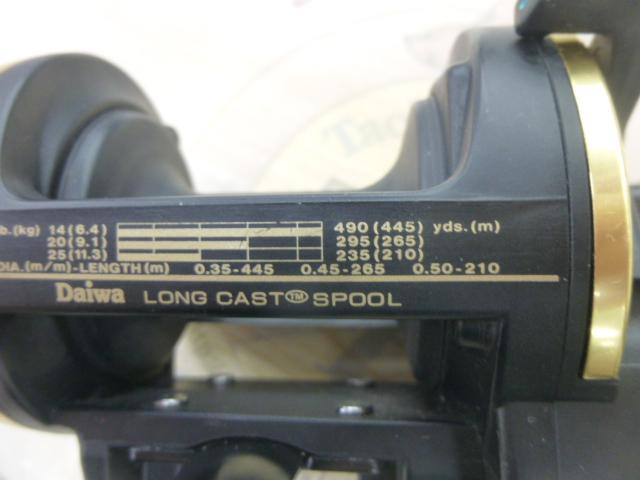 b.(kg) 14(6.4) 490(445) yds.(m)
20(9.1) 295(265)
25(11.3) 235(210)
DIA.(m/m)-LENGTH(m) 0.35-445 0.45-265 0.50-210
Daiwa LONG CAST™ SPOOL